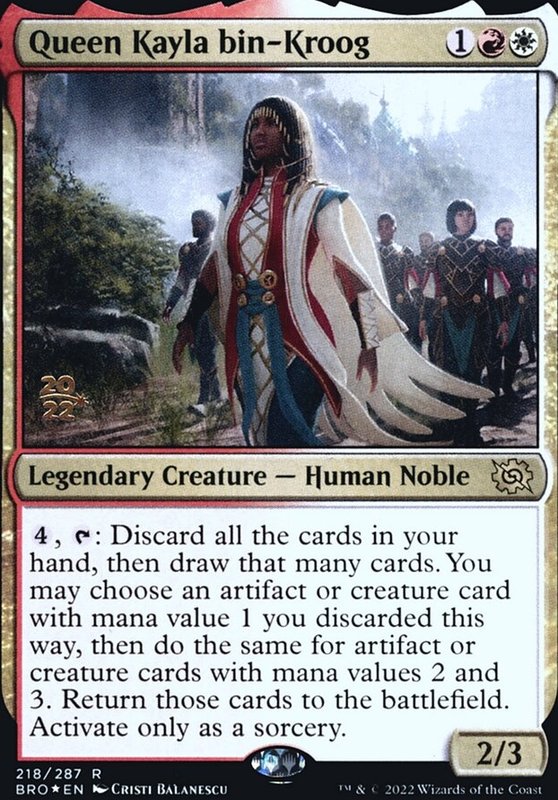 Queen Kayla bin-Kroog 1
20
22
Legendary Creature — Human Noble
4, : Discard all the cards in your
hand, then draw that many cards. You
may choose an artifact or creature card
with mana value 1 you discarded this
way, then do the same for artifact or
creature cards with mana values 2 and
3. Return those cards to the battlefield.
Activate only as a sorcery.
2/3
218/287 R
BRO★EN Cristi Balanescu
™ & © 2022 Wizards of the Coast